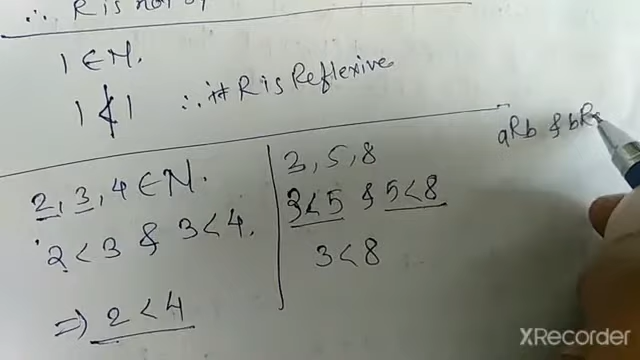 ∴ R is not
1 ∈ N.
1 ≮ 1 ∴ R is Reflexive
2, 3, 4 ∈ N.
2 < 3 & 3 < 4.
⇒) 2 < 4
3, 5, 8
3 < 5 & 5 < 8
3 < 8
aRb & bR
XRecorder